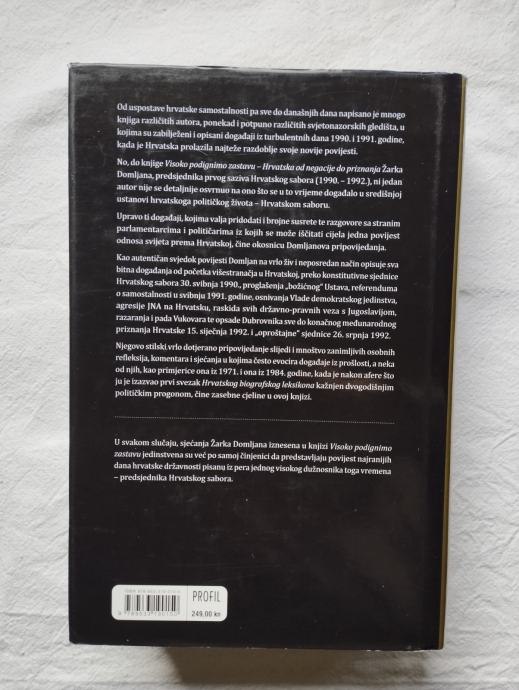 Od uspostave hrvatske samostalnosti pa sve do današnjih dana napisano je mnogo
knjiga različitih autora, ponekad i potpuno različitih svjetonazorskih gledišta, u
kojima su zabilježeni i opisani događaji iz turbulentnih dana 1990. i 1991. godine,
kada je Hrvatska prolazila najteže razdoblje svoje novije povijesti.
No, do knjige Visoko podignimo zastavu – Hrvatska od negacije do priznanja Žarka
Domljana, predsjednika prvog saziva Hrvatskog sabora (1990. – 1992.), ni jedan
autor nije se detaljnije osvrnuo na ono što se u to vrijeme događalo u središnjoj
ustanovi hrvatskoga političkog života – Hrvatskom saboru.
Upravo ti događaji, kojima valja pridodati i brojne susrete te razgovore sa stranim
parlamentarcima i političarima iz kojih se može iščitati cijela jedna povijest
odnosa svijeta prema Hrvatskoj, čine okosnicu Domljanova pripovijedanja.
Kao autentičan svjedok povijesti Domljan na vrlo živ i neposredan način opisuje sva
bitna događanja od početka višestranačja u Hrvatskoj, preko konstitutivne sjednice
Hrvatskog sabora 30. svibnja 1990., proglašenja „božićnog" Ustava, referenduma
o samostalnosti u svibnju 1991. godine, osnivanja Vlade demokratskog jedinstva,
agresije JNA na Hrvatsku, raskida svih državno-pravnih veza s Jugoslavijom,
razaranja i pada Vukovara te opsade Dubrovnika sve do konačnog međunarodnog
priznanja Hrvatske 15. siječnja 1992. i „oproštajne" sjednice 26. srpnja 1992.
Njegovo stilski vrlo dotjerano pripovijedanje slijedi i mnoštvo zanimljivih osobnih
refleksija, komentara i sjećanja u kojima često evocira događaje iz prošlosti, a neka
od njih, kao primjerice ona iz 1971. i ona iz 1984. godine, kada je nakon afere što
ju je izazvao prvi svezak Hrvatskog biografskog leksikona kažnjen dvogodišnjim
političkim progonom, čine zasebne cjeline u ovoj knjizi.
U svakom slučaju, sjećanja Žarka Domljana iznesena u knjizi Visoko podignimo
zastavu jedinstvena su već po samoj činjenici da predstavljaju povijest najranijih
dana hrvatske državnosti pisanu iz pera jednog visokog dužnosnika toga vremena
– predsjednika Hrvatskog sabora.
PROFIL
249,00 kn